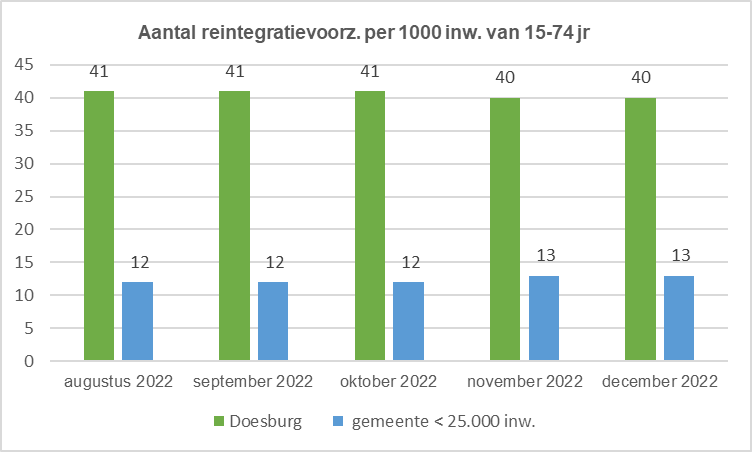 Aantal reintegratievoorz. per 1000 inw. van 15-74 jr
45
40
35
30
25
20
15
10
5
0
41
41
41
40
40
12
12
12
13
13
augustus 2022
september 2022
oktober 2022
november 2022
december 2022
Doesburg
gemeente < 25.000 inw.